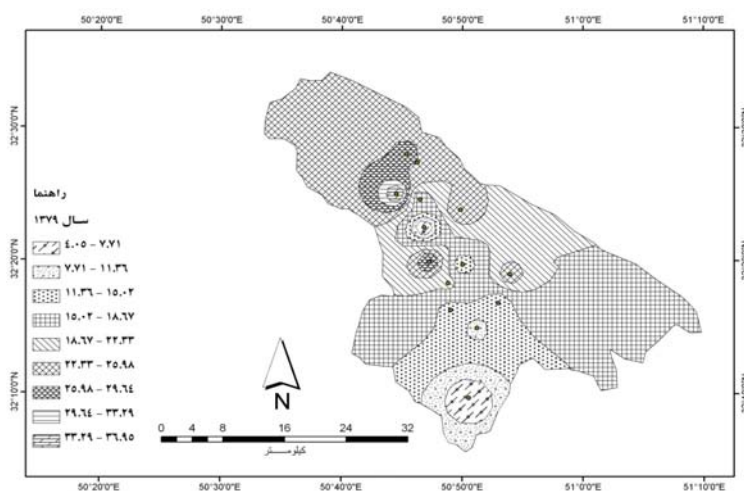 50°20'0"E 50°30'0"E 50°40'0"E 50°50'0"E 51°0'0"E 51°10'0"E
32°30'0"N
32°20'0"N
32°10'0"N
راهنما
سال ۱۳۷۹
۴.۰۵ – ۷.۷۱
۷.۷۱ – ۱۱.۳۶
۱۱.۳۶ – ۱۵.۰۲
۱۵.۰۲ – ۱۸.۶۷
۱۸.۶۷ – ۲۲.۳۳
۲۲.۳۳ – ۲۵.۹۸
۲۵.۹۸ – ۲۹.۶۴
۲۹.۶۴ – ۳۳.۲۹
۳۳.۲۹ – ۳۶.۹۵
N
0 4 8 16 24 32
کیلومتر
50°20'0"E 50°30'0"E 50°40'0"E 50°50'0"E 51°0'0"E 51°10'0"E